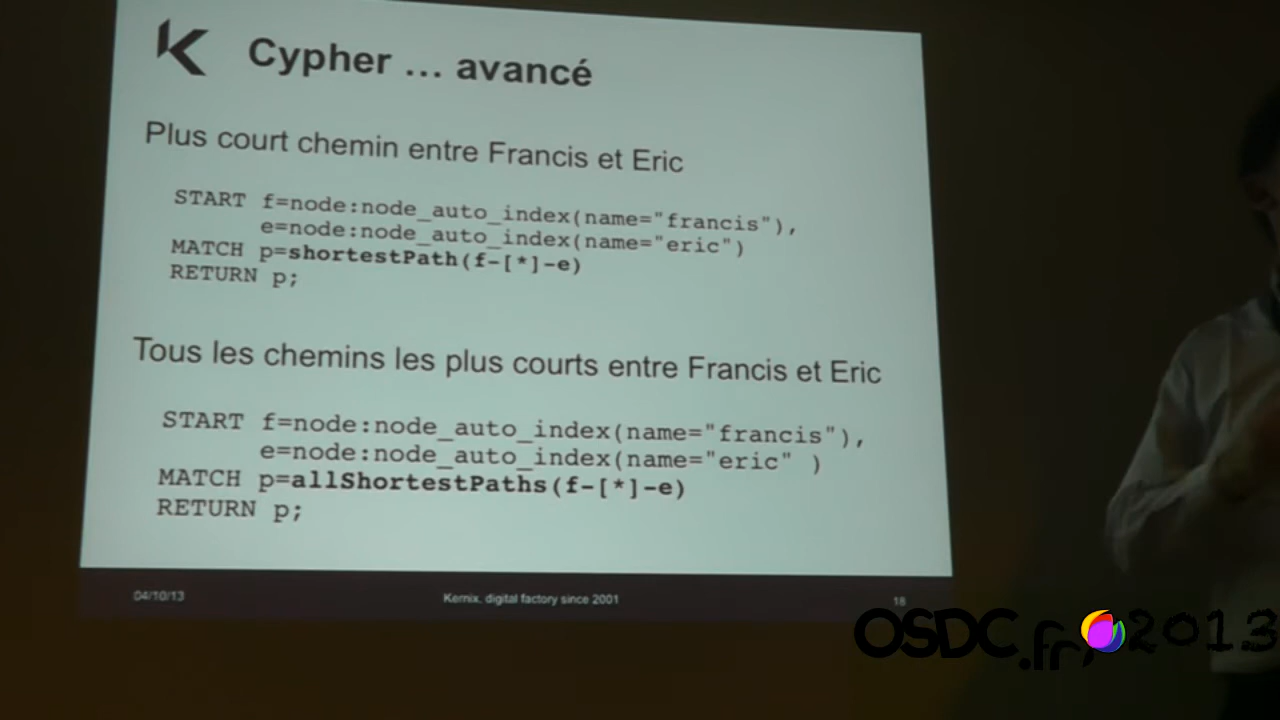 Cypher ... avancé
Plus court chemin entre Francis et Eric
START f=node:node_auto_index(name="francis"),
e=node:node_auto_index(name="eric")
MATCH p=shortestPath(f-[*]-e)
RETURN p;
Tous les chemins les plus courts entre Francis et Eric
START f=node:node_auto_index(name="francis"),
e=node:node_auto_index(name="eric" )
MATCH p=allShortestPaths(f-[*]-e)
RETURN p;
04/10/13 Kernix, digital factory since 2001 18
OSDC.fr 2013